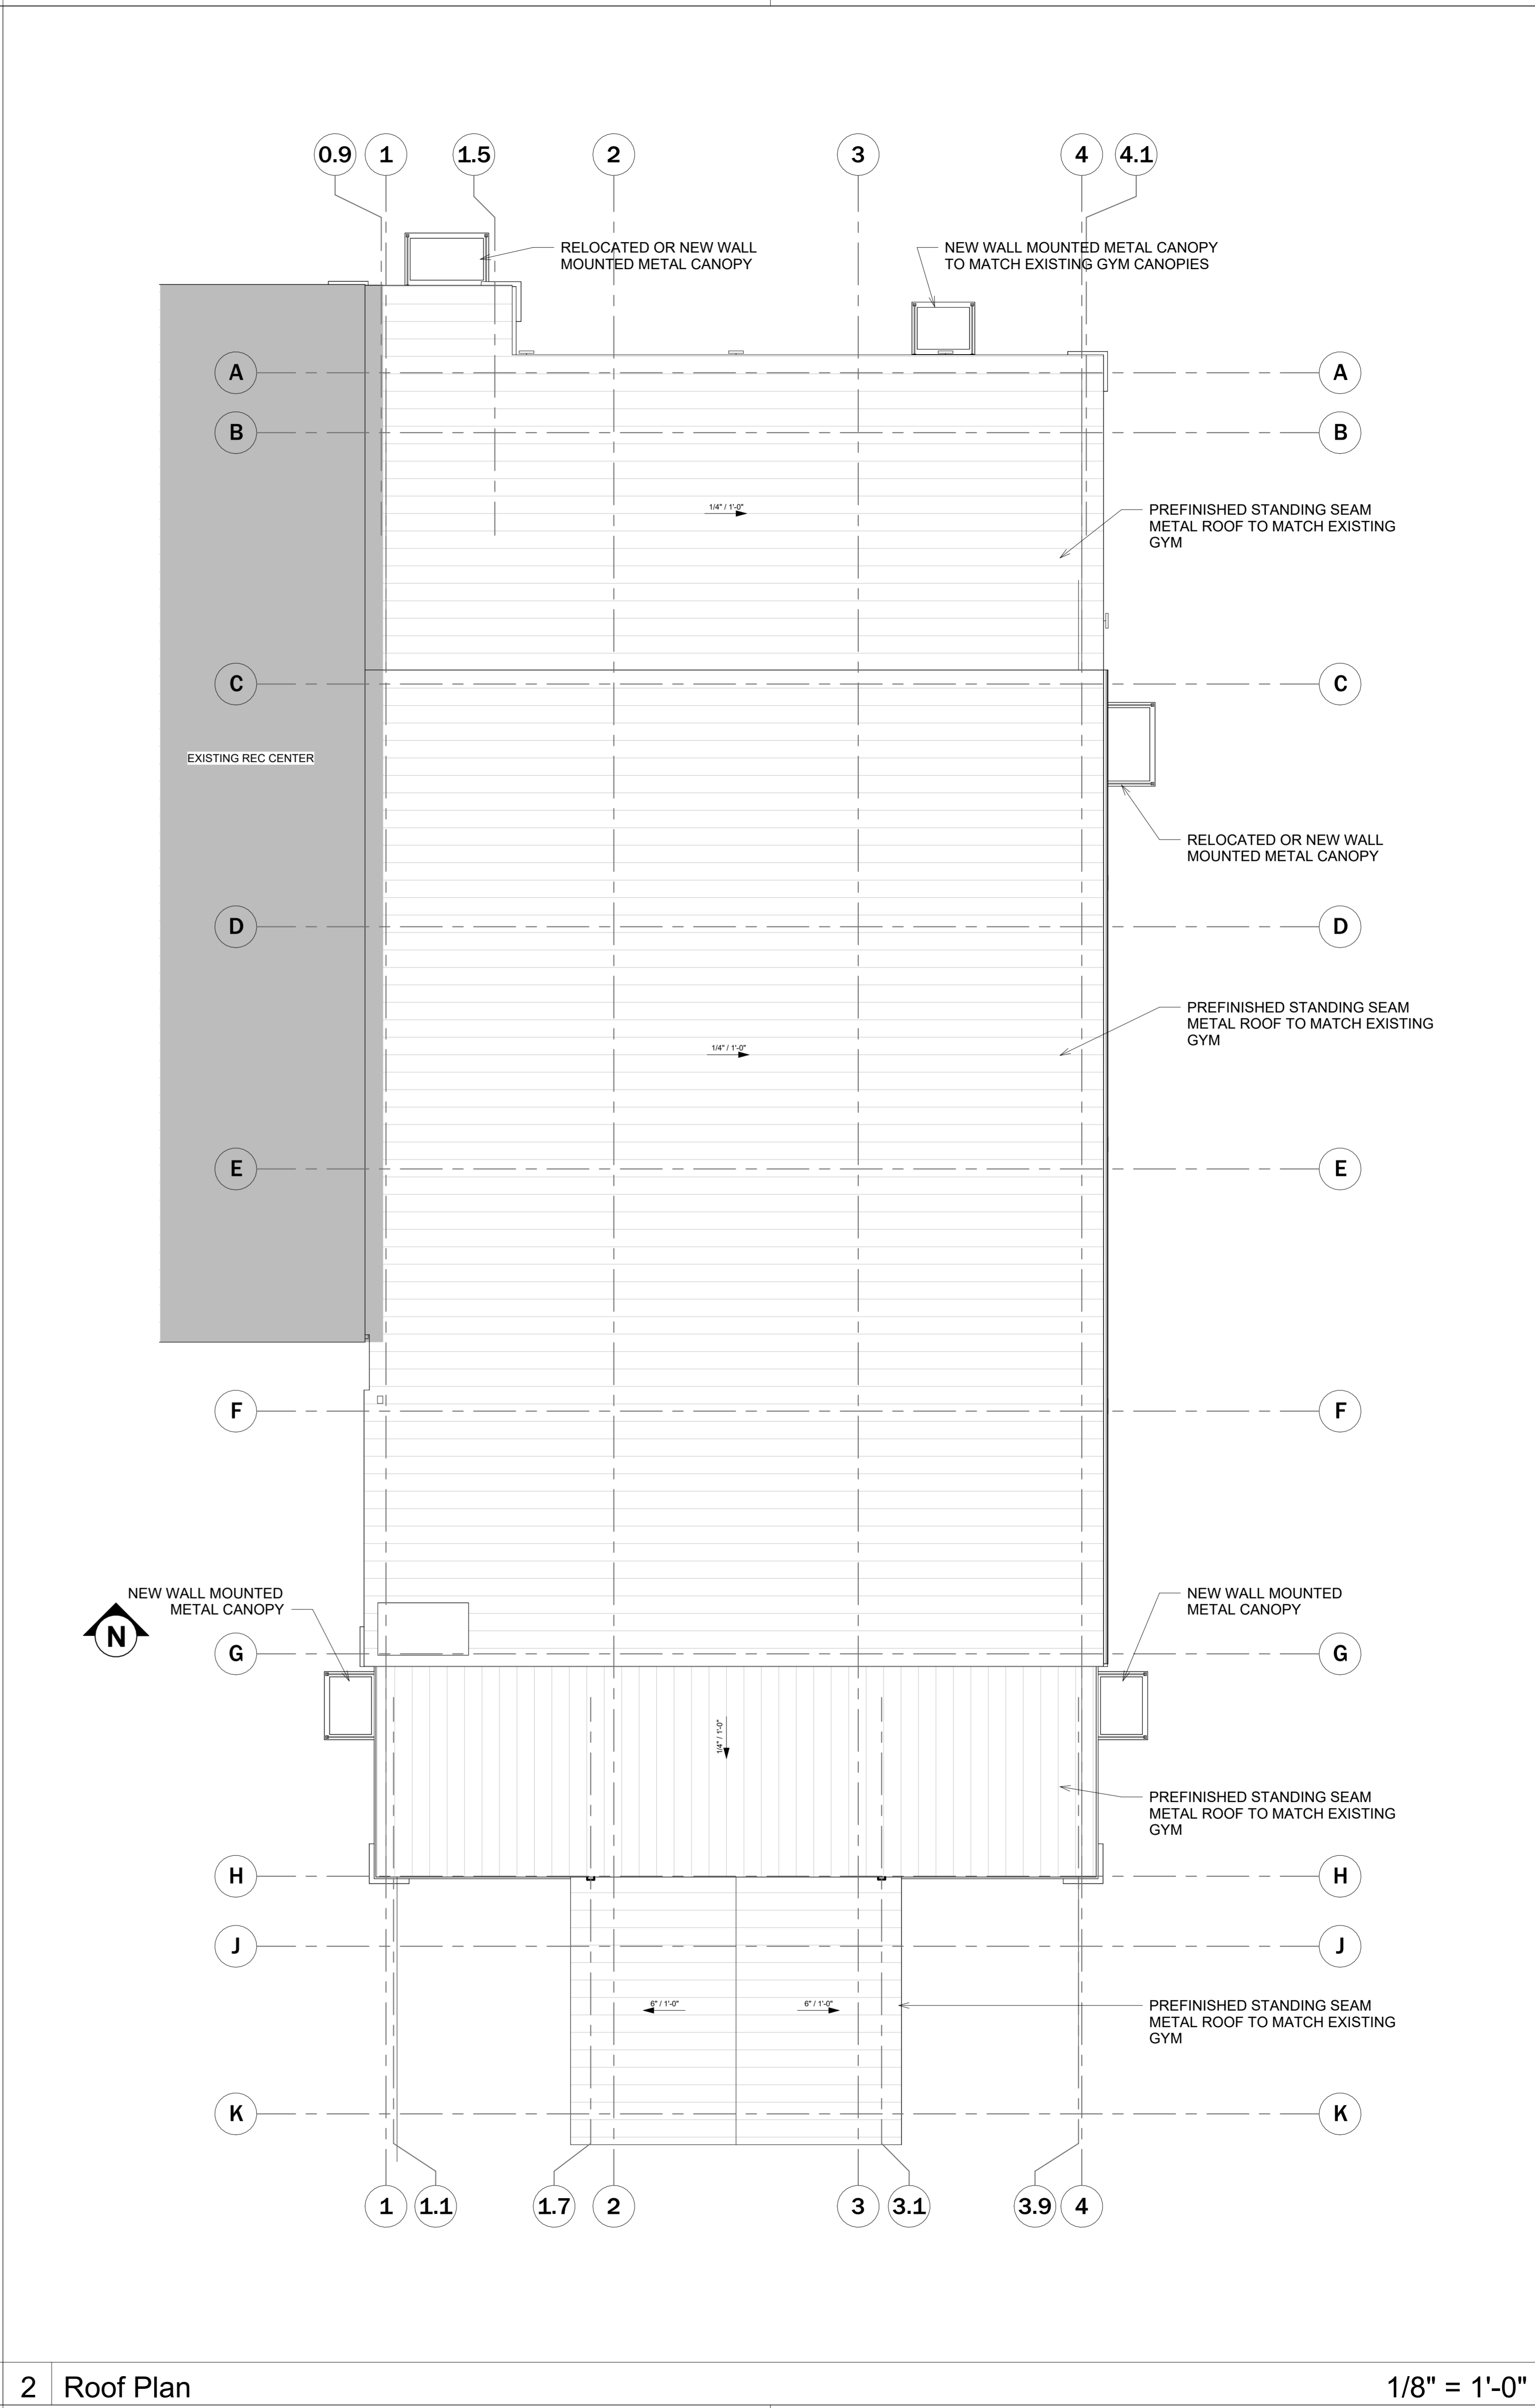 0.9 1 1.5 2 3 4 4.1
RELOCATED OR NEW WALL
MOUNTED METAL CANOPY
NEW WALL MOUNTED METAL CANOPY
TO MATCH EXISTING GYM CANOPIES
A A
B B
1/4" / 1'-0"
PREFINISHED STANDING SEAM
METAL ROOF TO MATCH EXISTING
GYM
C C
EXISTING REC CENTER
RELOCATED OR NEW WALL
MOUNTED METAL CANOPY
D D
PREFINISHED STANDING SEAM
METAL ROOF TO MATCH EXISTING
GYM
1/4" / 1'-0"
E E
F F
NEW WALL MOUNTED
METAL CANOPY
NEW WALL MOUNTED
METAL CANOPY
N
G G
1/4" / 1'-0"
PREFINISHED STANDING SEAM
METAL ROOF TO MATCH EXISTING
GYM
H H
J J
6" / 1'-0" 6" / 1'-0"
PREFINISHED STANDING SEAM
METAL ROOF TO MATCH EXISTING
GYM
K K
1 1.1 1.7 2 3 3.1 3.9 4
2 Roof Plan 1/8" = 1'-0"